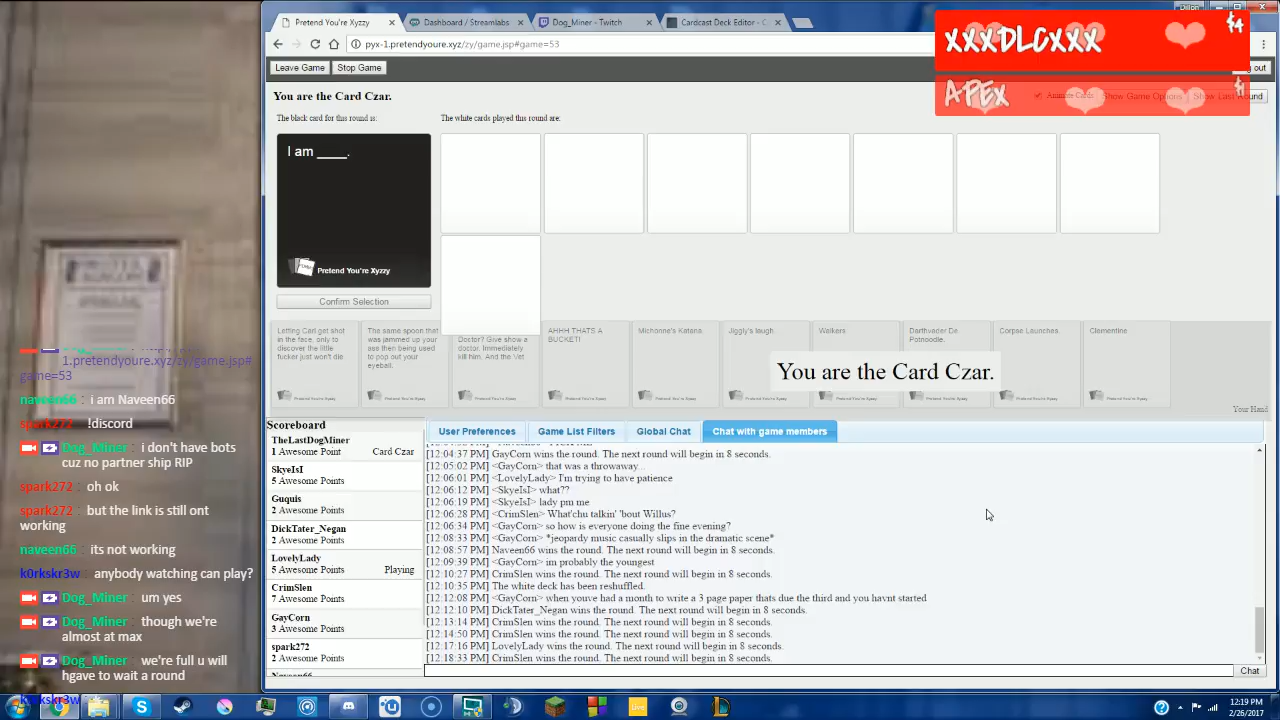 Dillon
Pretend You're Xyzzy
Dashboard / Streamlabs
Dog_Miner - Twitch
Cardcast Deck Editor - C
pyx-1.pretendyoure.xyz/zy/game.jsp#game=53
xxxDLCxxx
$4
Leave Game
Stop Game
out
You are the Card Czar.
APEX
Show Game Options
Show Last Round
The black card for this round is:
The white cards played this round are:
I am ____.
Pretend You're Xyzzy
Confirm Selection
Letting Carl get shot in the face, only to discover the little fucker just won't die
The same spoon that was jammed up your ass then being used to pop out your eyeball.
Doctor? Give show a doctor. Immediately kill him. And the Vet
AHHH THATS A BUCKET!
Michonne's Katana
Jiggly's laugh
Walkers
Darthveder De Potnoodle.
Corpse Launches.
Clementine
You are the Card Czar.
Your Hand
1.pretendyoure.xyz/zy/game.jsp#
game=53
naveen66 : i am Naveen66
spark272 : !discord
Dog_Miner : i don't have bots
cuz no partner ship RIP
spark272 : oh ok
spark272 : but the link is still ont
working
naveen66 : its not working
k0rkskr3w : anybody watching can play?
Dog_Miner : um yes
Dog_Miner : though we're
almost at max
Dog_Miner : we're full u will
hgave to wait a round
k0rkskr3w :
Scoreboard
TheLastDogMiner
1 Awesome Point Card Czar
SkyeIsI
5 Awesome Points
Guquis
2 Awesome Points
DickTater_Negan
2 Awesome Points
LovelyLady
5 Awesome Points Playing
CrimSlen
7 Awesome Points
GayCorn
3 Awesome Points
spark272
2 Awesome Points
Naveen66
User Preferences
Game List Filters
Global Chat
Chat with game members
[12:04:37 PM] GayCorn wins the round. The next round will begin in 8 seconds.
[12:05:02 PM] <GayCorn> that was a throwaway...
[12:06:01 PM] <LovelyLady> I'm trying to have patience
[12:06:12 PM] <SkyeIsI> what??
[12:06:19 PM] <SkyeIsI> lady pm me
[12:06:28 PM] <CrimSlen> What'chu talkin' 'bout Willus?
[12:06:34 PM] <GayCorn> so how is everyone doing the fine evening?
[12:08:33 PM] <GayCorn> *jeopardy music casually slips in the dramatic scene*
[12:08:57 PM] Naveen66 wins the round. The next round will begin in 8 seconds.
[12:09:39 PM] <GayCorn> im probably the youngest
[12:10:27 PM] CrimSlen wins the round. The next round will begin in 8 seconds.
[12:10:35 PM] The white deck has been reshuffled.
[12:12:08 PM] <GayCorn> when youve had a month to write a 3 page paper thats due the third and you havnt started
[12:12:10 PM] DickTater_Negan wins the round. The next round will begin in 8 seconds.
[12:13:14 PM] CrimSlen wins the round. The next round will begin in 8 seconds.
[12:14:50 PM] CrimSlen wins the round. The next round will begin in 8 seconds.
[12:17:16 PM] LovelyLady wins the round. The next round will begin in 8 seconds.
[12:18:33 PM] CrimSlen wins the round. The next round will begin in 8 seconds.
Chat
12:19 PM
2/26/2017